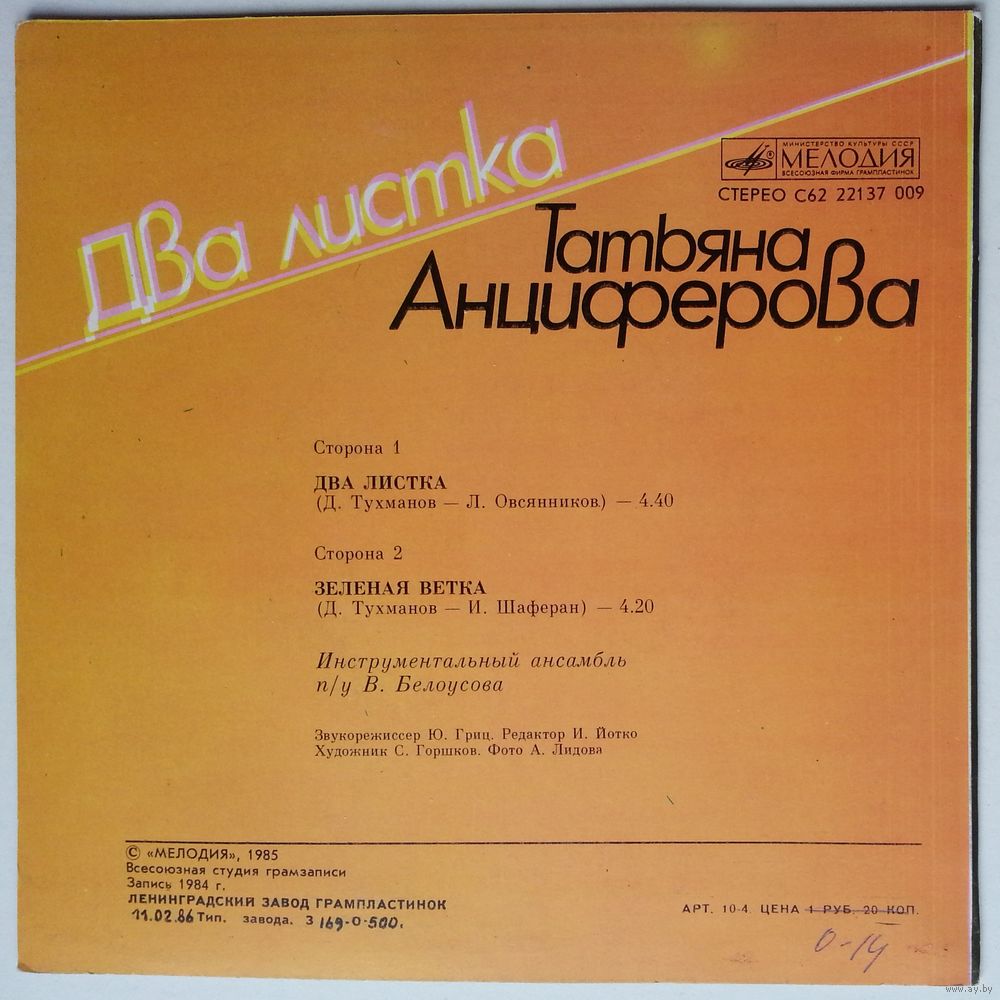 Два листка
МИНИСТЕРСТВО КУЛЬТУРЫ СССР
МЕЛОДИЯ
ВСЕСОЮЗНАЯ ФИРМА ГРАМПЛАСТИНОК
СТЕРЕО С62 22137 009
Татьяна
Анциферова
Сторона 1
ДВА ЛИСТКА
(Д. Тухманов — Л. Овсянников) — 4.40
Сторона 2
ЗЕЛЕНАЯ ВЕТКА
(Д. Тухманов — И. Шаферан) — 4.20
Инструментальный ансамбль
п/у В. Белоусова
Звукорежиссер Ю. Гриц. Редактор И. Йотко
Художник С. Горшков. Фото А. Лидова
© «МЕЛОДИЯ», 1985
Всесоюзная студия грамзаписи
Запись 1984 г.
ЛЕНИНГРАДСКИЙ ЗАВОД ГРАМПЛАСТИНОК
11.02.86 Тип. завода. З 169-0-500.
АРТ. 10-4. ЦЕНА 1 РУБ. 20 КОП.
0-14
www.ay.by